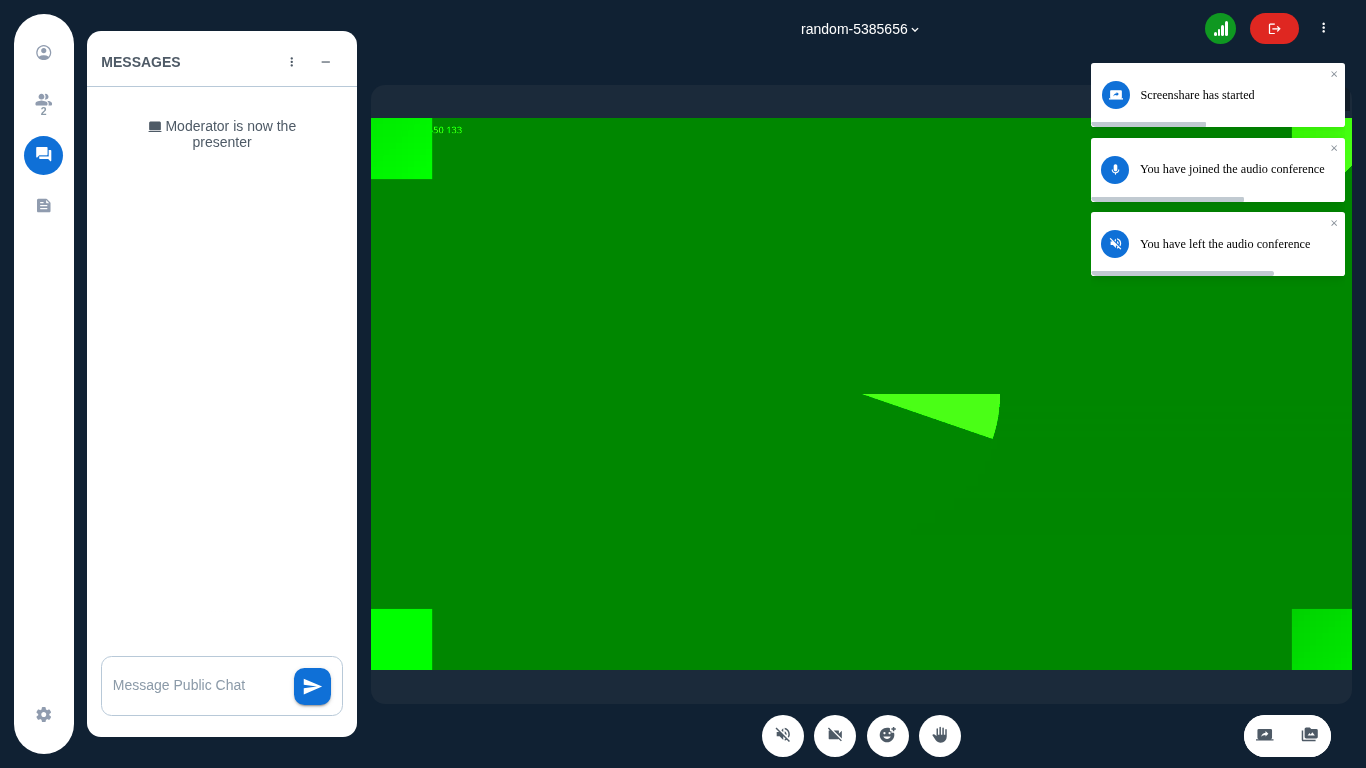 random-5385656
MESSAGES
2
Moderator is now the
presenter
Screenshare has started
You have joined the audio conference
You have left the audio conference
133
Message Public Chat